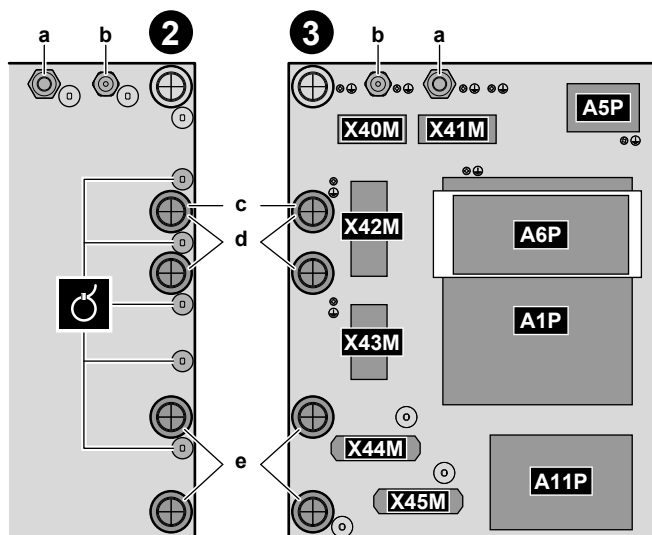 a b 2 3 b a
A5P
X40M X41M
c
d
X42M A6P
A1P
X43M
X44M
e
X45M A11P